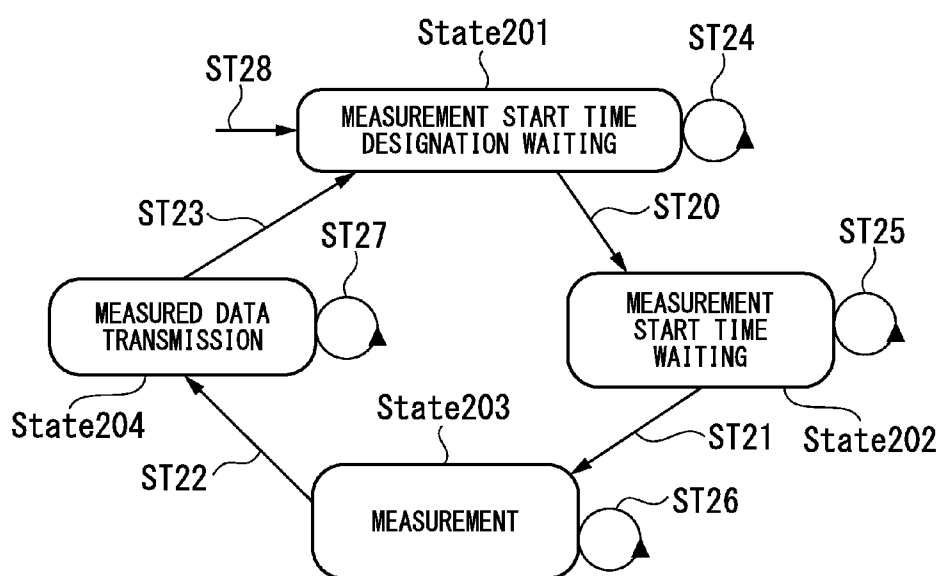 State201
ST24
ST28
MEASUREMENT START TIME
DESIGNATION WAITING
ST23
ST20
ST27
ST25
MEASURED DATA
TRANSMISSION
MEASUREMENT
START TIME
WAITING
State204
State203
ST21
State202
ST22
MEASUREMENT
ST26